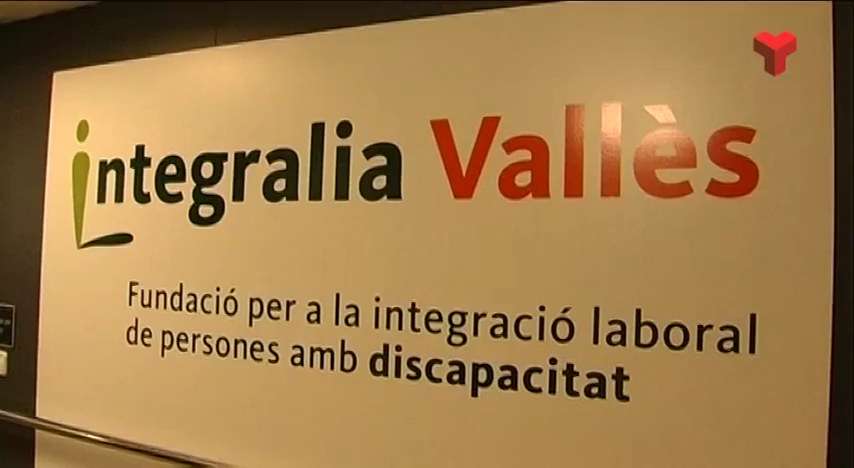 integralia Vallès
Fundació per a la integració laboral
de persones amb discapacitat